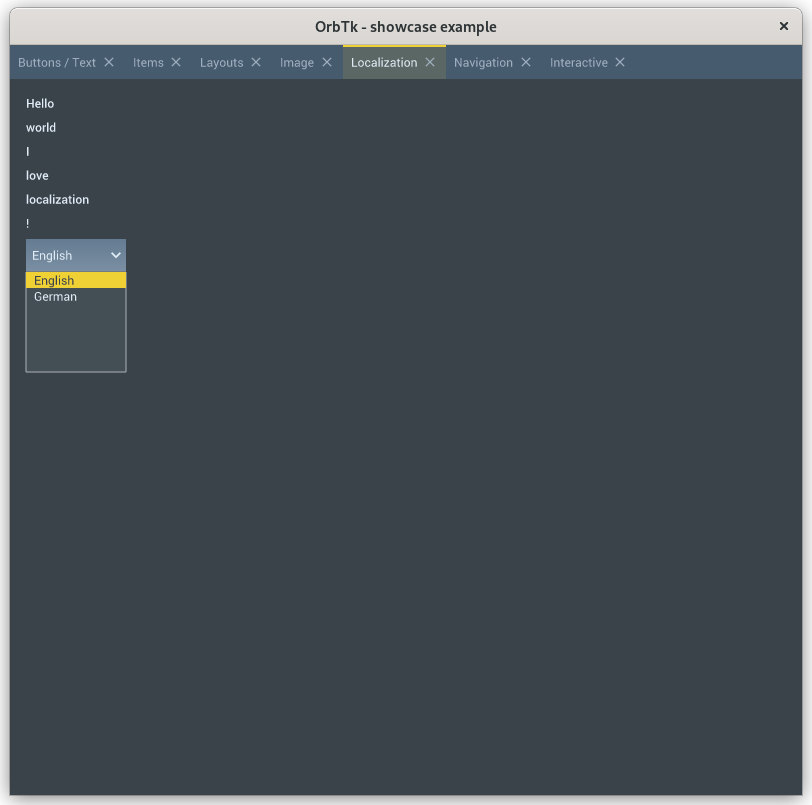 OrbTk - showcase example
Buttons / Text Items Layouts Image Localization Navigation Interactive
Hello
world
I
love
localization
!
English
English
German